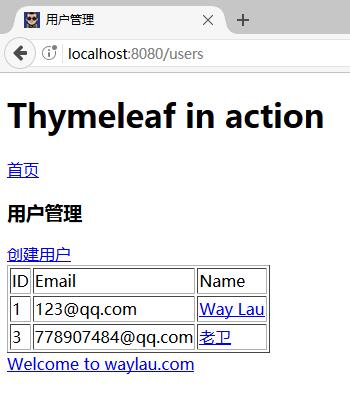 用户管理
localhost:8080/users
Thymeleaf in action
首页
用户管理
创建用户
ID Email Name
1 123@qq.com Way Lau
3 778907484@qq.com 老卫
Welcome to waylau.com